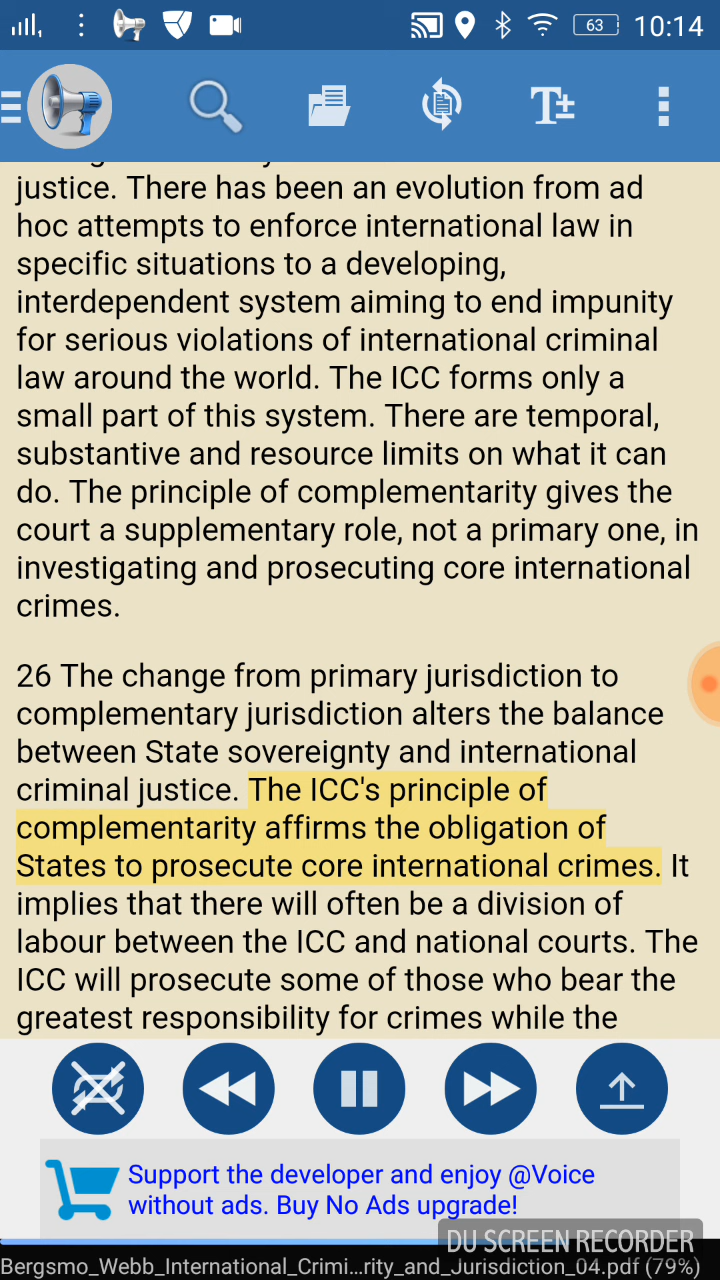 63 10:14
T±
justice. There has been an evolution from ad
hoc attempts to enforce international law in
specific situations to a developing,
interdependent system aiming to end impunity
for serious violations of international criminal
law around the world. The ICC forms only a
small part of this system. There are temporal,
substantive and resource limits on what it can
do. The principle of complementarity gives the
court a supplementary role, not a primary one, in
investigating and prosecuting core international
crimes.
26 The change from primary jurisdiction to
complementary jurisdiction alters the balance
between State sovereignty and international
criminal justice. The ICC's principle of
complementarity affirms the obligation of
States to prosecute core international crimes. It
implies that there will often be a division of
labour between the ICC and national courts. The
ICC will prosecute some of those who bear the
greatest responsibility for crimes while the
Support the developer and enjoy @Voice
without ads. Buy No Ads upgrade!
DU SCREEN RECORDER
Bergsmo_Webb_International_Crimi...rity_and_Jurisdiction_04.pdf (79%)